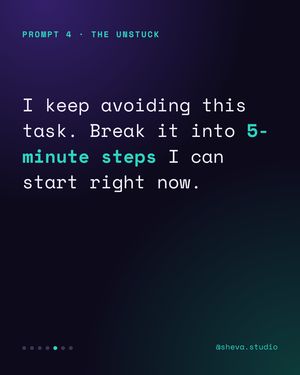 PROMPT 4 · THE UNSTUCK
I keep avoiding this
task. Break it into 5-
minute steps I can
start right now.
@sheva.studio